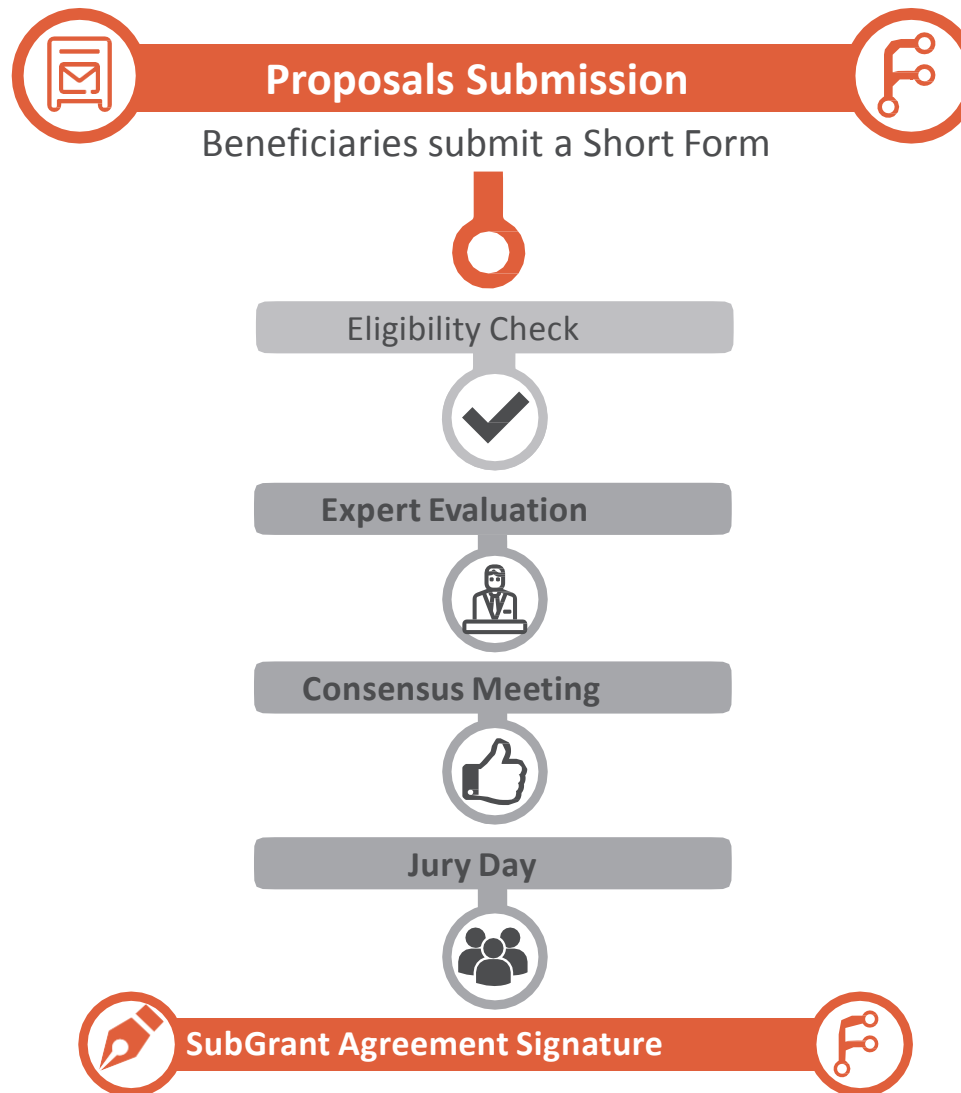 Proposals Submission
Beneficiaries submit a Short Form
Eligibility Check
Expert Evaluation
Consensus Meeting
Jury Day
SubGrant Agreement Signature